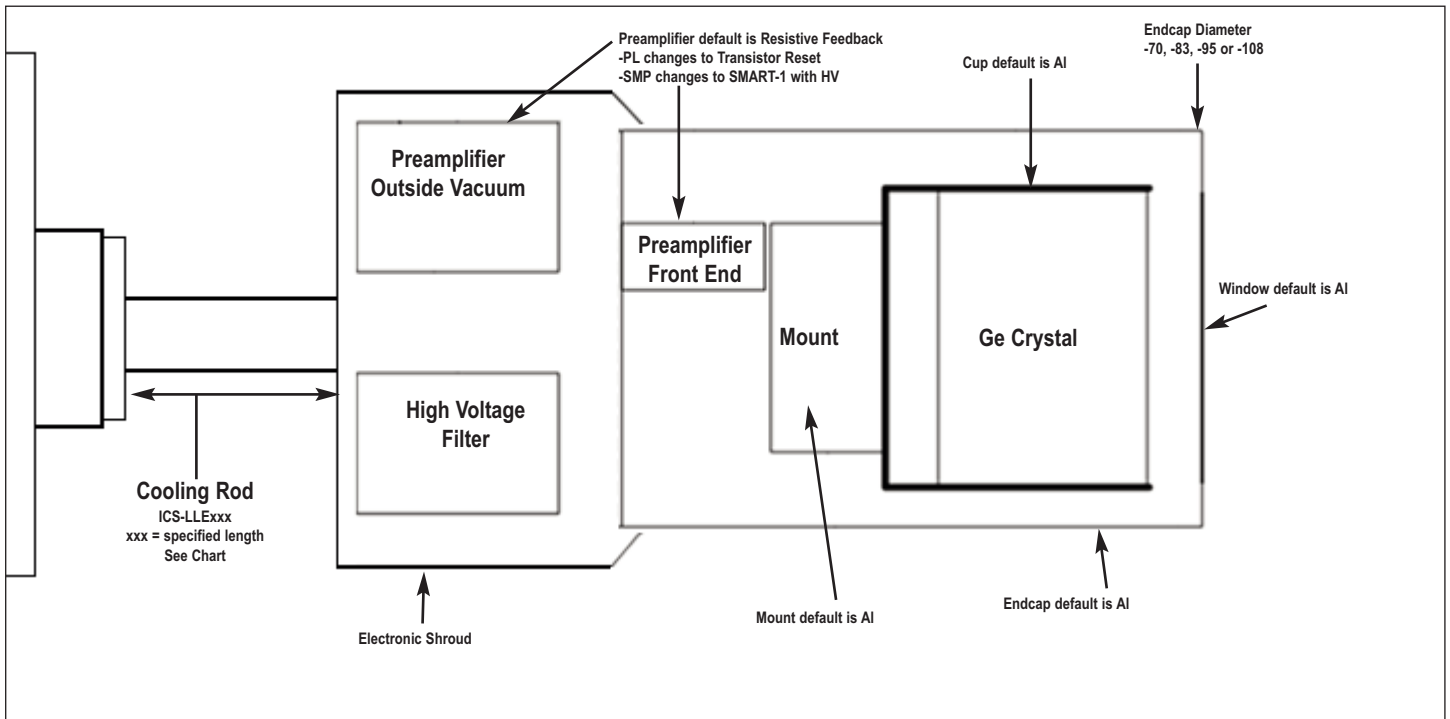 Preamplifier default is Resistive Feedback
-PL changes to Transistor Reset
-SMP changes to SMART-1 with HV
Endcap Diameter
-70, -83, -95 or -108
Cup default is Al
Preamplifier
Outside Vacuum
Preamplifier
Front End
Window default is Al
Mount
Ge Crystal
High Voltage
Filter
Cooling Rod
ICS-LLExxx
xxx = specified length
See Chart
Mount default is Al
Endcap default is Al
Electronic Shroud